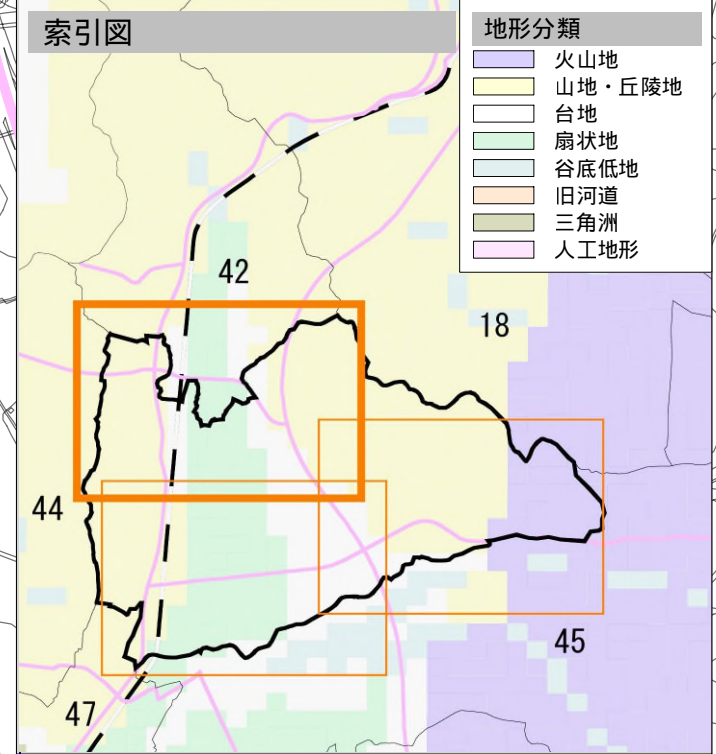 索引図
地形分類
火山地
山地・丘陵地
台地
扇状地
谷底低地
旧河道
三角洲
人工地形
42
18
44
45
47